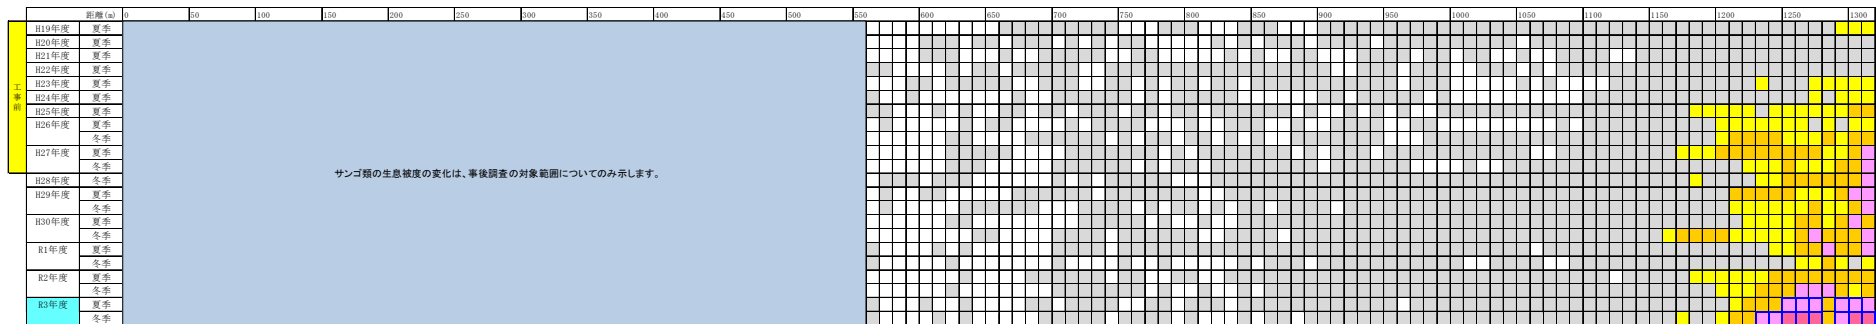 距離(m) 0 50 100 150 200 250 300 350 400 450 500 550 600 650 700 750 800 850 900 950 1000 1050 1100 1150 1200 1250 1300
工事前
H19年度 夏季
H20年度 夏季
H21年度 夏季
H22年度 夏季
H23年度 夏季
H24年度 夏季
H25年度 夏季
H26年度 夏季
冬季
H27年度 夏季
冬季
サンゴ類の生息被度の変化は、事後調査の対象範囲についてのみ示します。
H28年度 冬季
H29年度 夏季
冬季
H30年度 夏季
冬季
R1年度 夏季
冬季
R2年度 夏季
冬季
R3年度 夏季
冬季